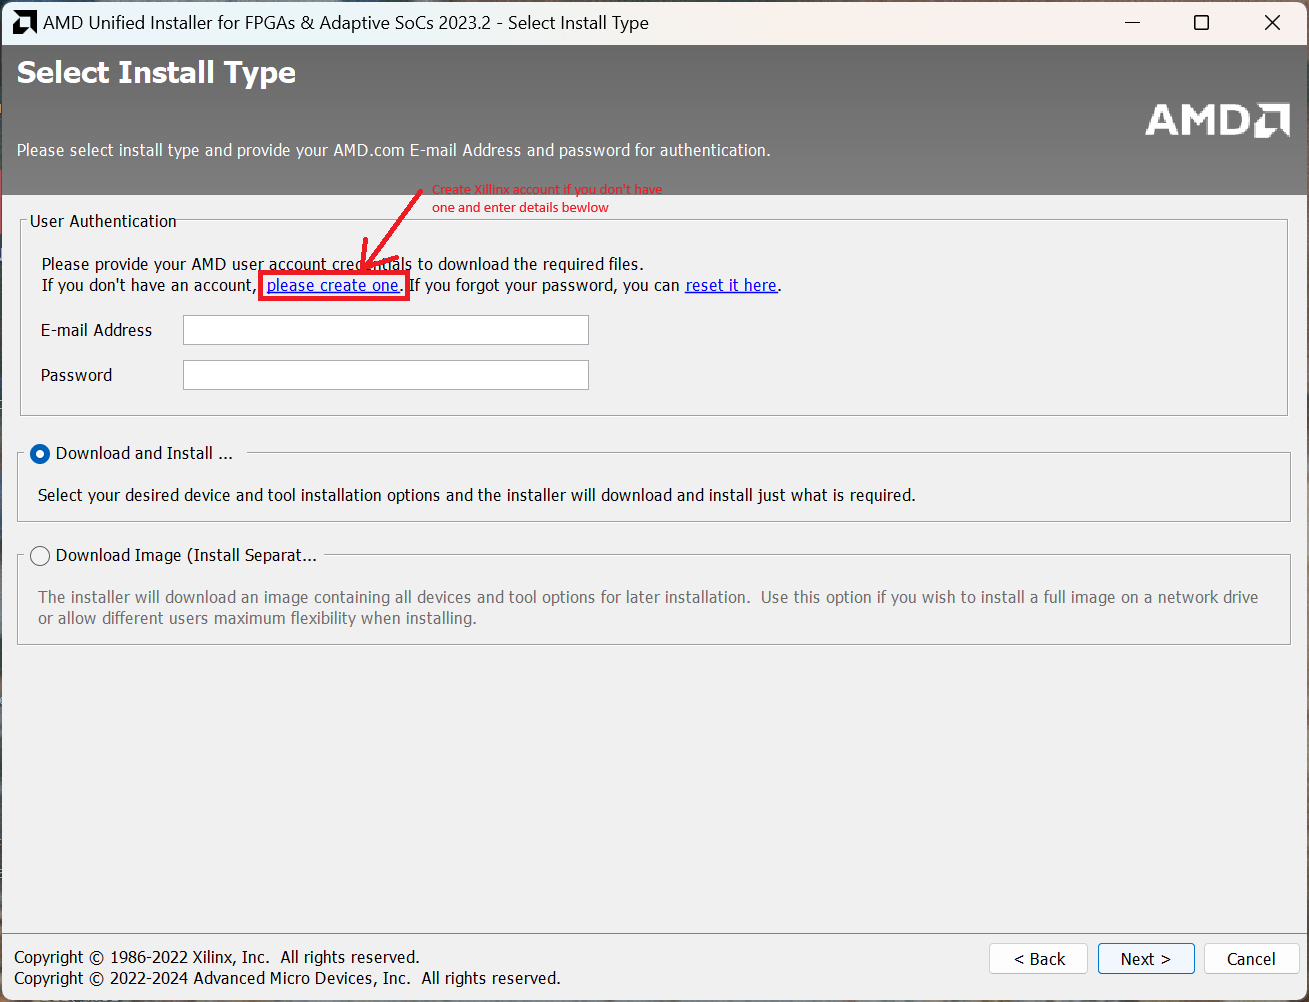 AMD Unified Installer for FPGAs & Adaptive SoCs 2023.2 - Select Install Type
Select Install Type
AMD
Please select install type and provide your AMD.com E-mail Address and password for authentication.
Create Xillinx account if you don't have
one and enter details bewlow
User Authentication
Please provide your AMD user account credentials to download the required files.
If you don't have an account, please create one. If you forgot your password, you can reset it here.
E-mail Address
Password
Download and Install ...
Select your desired device and tool installation options and the installer will download and install just what is required.
Download Image (Install Separat...
The installer will download an image containing all devices and tool options for later installation.  Use this option if you wish to install a full image on a network drive
or allow different users maximum flexibility when installing.
Copyright © 1986-2022 Xilinx, Inc.  All rights reserved.
Copyright © 2022-2024 Advanced Micro Devices, Inc.  All rights reserved.
< Back
Next >
Cancel